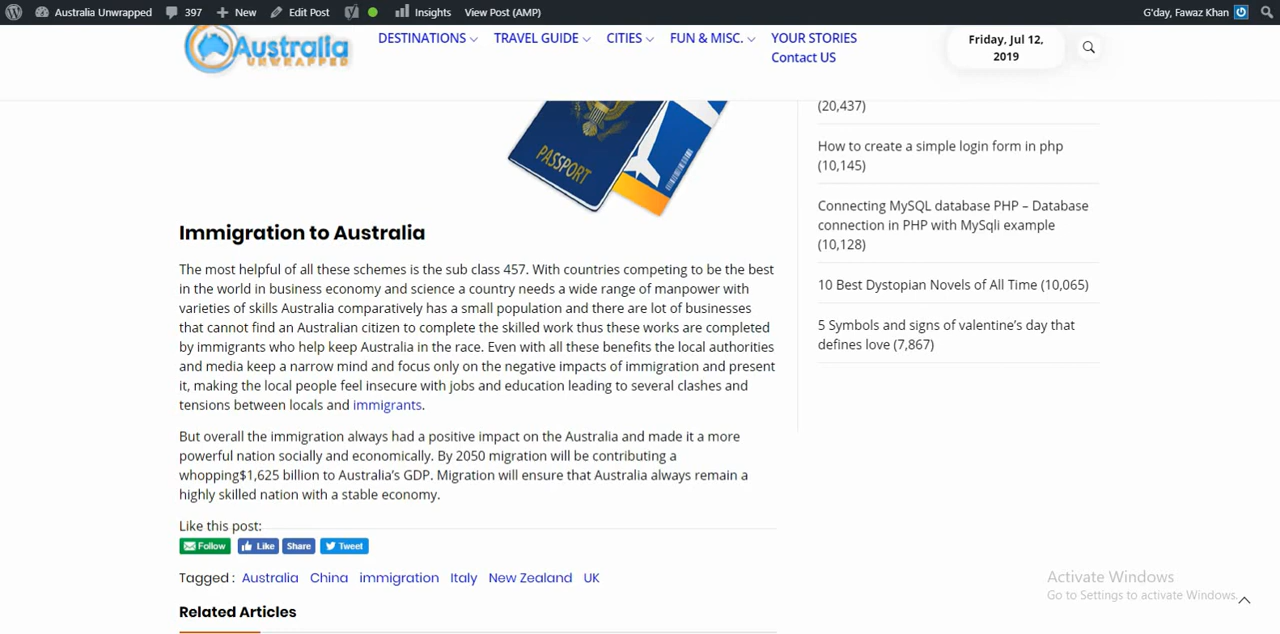 Australia Unwrapped 397 New Edit Post Insights View Post (AMP) G'day, Fawaz Khan
Australia
UNWRAPPED
DESTINATIONS TRAVEL GUIDE CITIES FUN & MISC. YOUR STORIES
Contact US
Friday, Jul 12,
2019
PASSPORT
(20,437)
How to create a simple login form in php
(10,145)
Connecting MySQL database PHP – Database
connection in PHP with MySqli example
(10,128)
10 Best Dystopian Novels of All Time (10,065)
5 Symbols and signs of valentine's day that
defines love (7,867)
Immigration to Australia
The most helpful of all these schemes is the sub class 457. With countries competing to be the best
in the world in business economy and science a country needs a wide range of manpower with
varieties of skills Australia comparatively has a small population and there are lot of businesses
that cannot find an Australian citizen to complete the skilled work thus these works are completed
by immigrants who help keep Australia in the race. Even with all these benefits the local authorities
and media keep a narrow mind and focus only on the negative impacts of immigration and present
it, making the local people feel insecure with jobs and education leading to several clashes and
tensions between locals and immigrants.
But overall the immigration always had a positive impact on the Australia and made it a more
powerful nation socially and economically. By 2050 migration will be contributing a
whopping$1,625 billion to Australia's GDP. Migration will ensure that Australia always remain a
highly skilled nation with a stable economy.
Like this post:
Follow Like Share Tweet
Tagged : Australia China immigration Italy New Zealand UK
Related Articles
Activate Windows
Go to Settings to activate Windows.